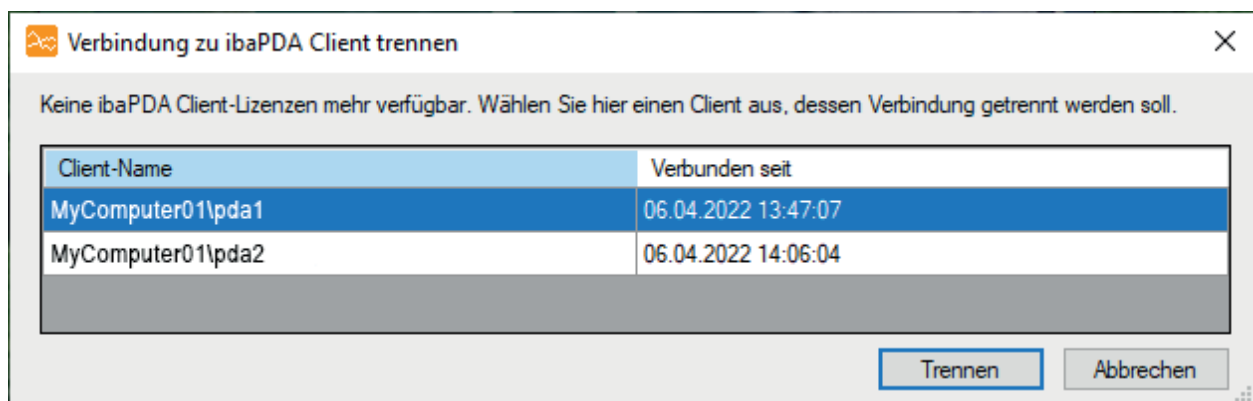 Verbindung zu ibaPDA Client trennen
Keine ibaPDA Client-Lizenzen mehr verfügbar. Wählen Sie hier einen Client aus, dessen Verbindung getrennt werden soll.
Client-Name Verbunden seit
MyComputer01\pda1 06.04.2022 13:47:07
MyComputer01\pda2 06.04.2022 14:06:04
Trennen Abbrechen